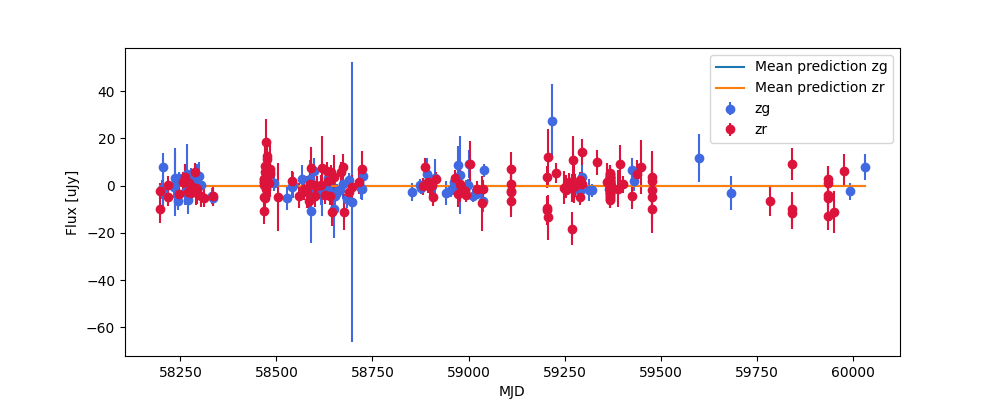 Mean prediction zg
Mean prediction zr
zg
zr
40
20
0
−20
−40
−60
Flux [uJy]
58250
58500
58750
59000
59250
59500
59750
60000
MJD